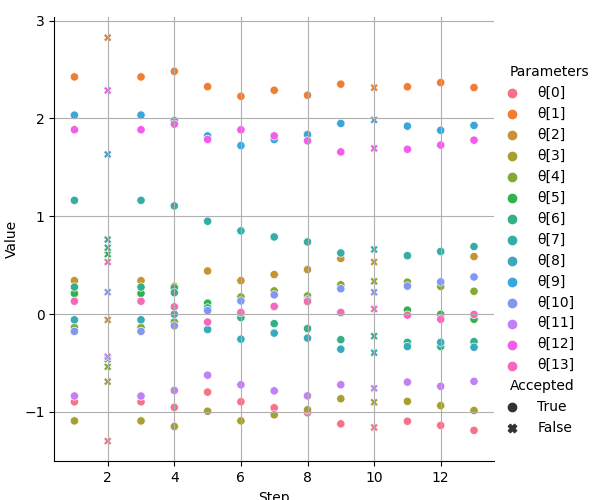 3
2
1
0
−1
Value
2
4
6
8
10
12
Step
Parameters
θ[0]
θ[1]
θ[2]
θ[3]
θ[4]
θ[5]
θ[6]
θ[7]
θ[8]
θ[9]
θ[10]
θ[11]
θ[12]
θ[13]
Accepted
True
False